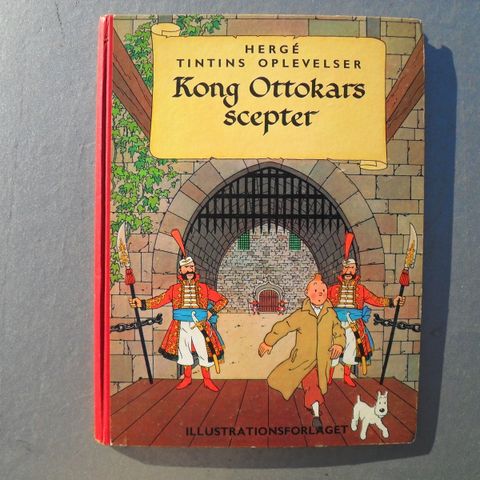 HERGÉ
TINTINS OPLEVELSER
Kong Ottokars
scepter
ILLUSTRATIONSFORLAGET